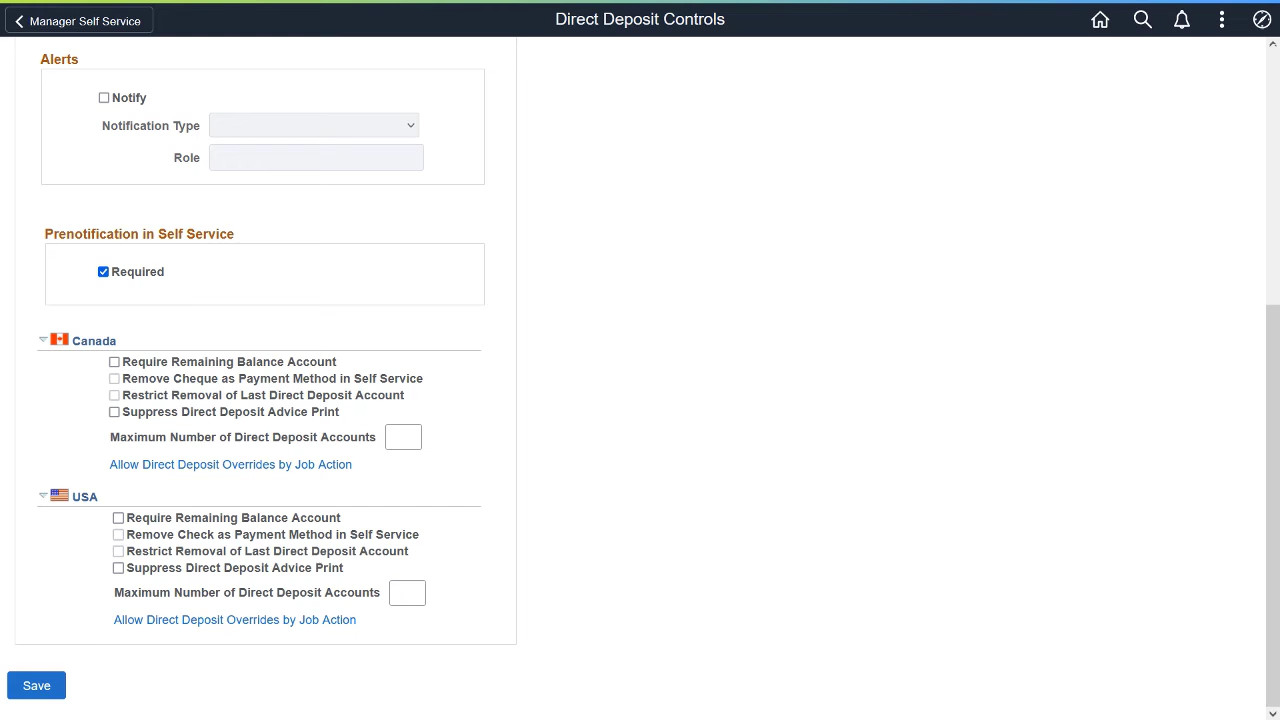 Manager Self Service
Direct Deposit Controls
Alerts
Notify
Notification Type
Role
Prenotification in Self Service
Required
Canada
Require Remaining Balance Account
Remove Cheque as Payment Method in Self Service
Restrict Removal of Last Direct Deposit Account
Suppress Direct Deposit Advice Print
Maximum Number of Direct Deposit Accounts
Allow Direct Deposit Overrides by Job Action
USA
Require Remaining Balance Account
Remove Check as Payment Method in Self Service
Restrict Removal of Last Direct Deposit Account
Suppress Direct Deposit Advice Print
Maximum Number of Direct Deposit Accounts
Allow Direct Deposit Overrides by Job Action
Save